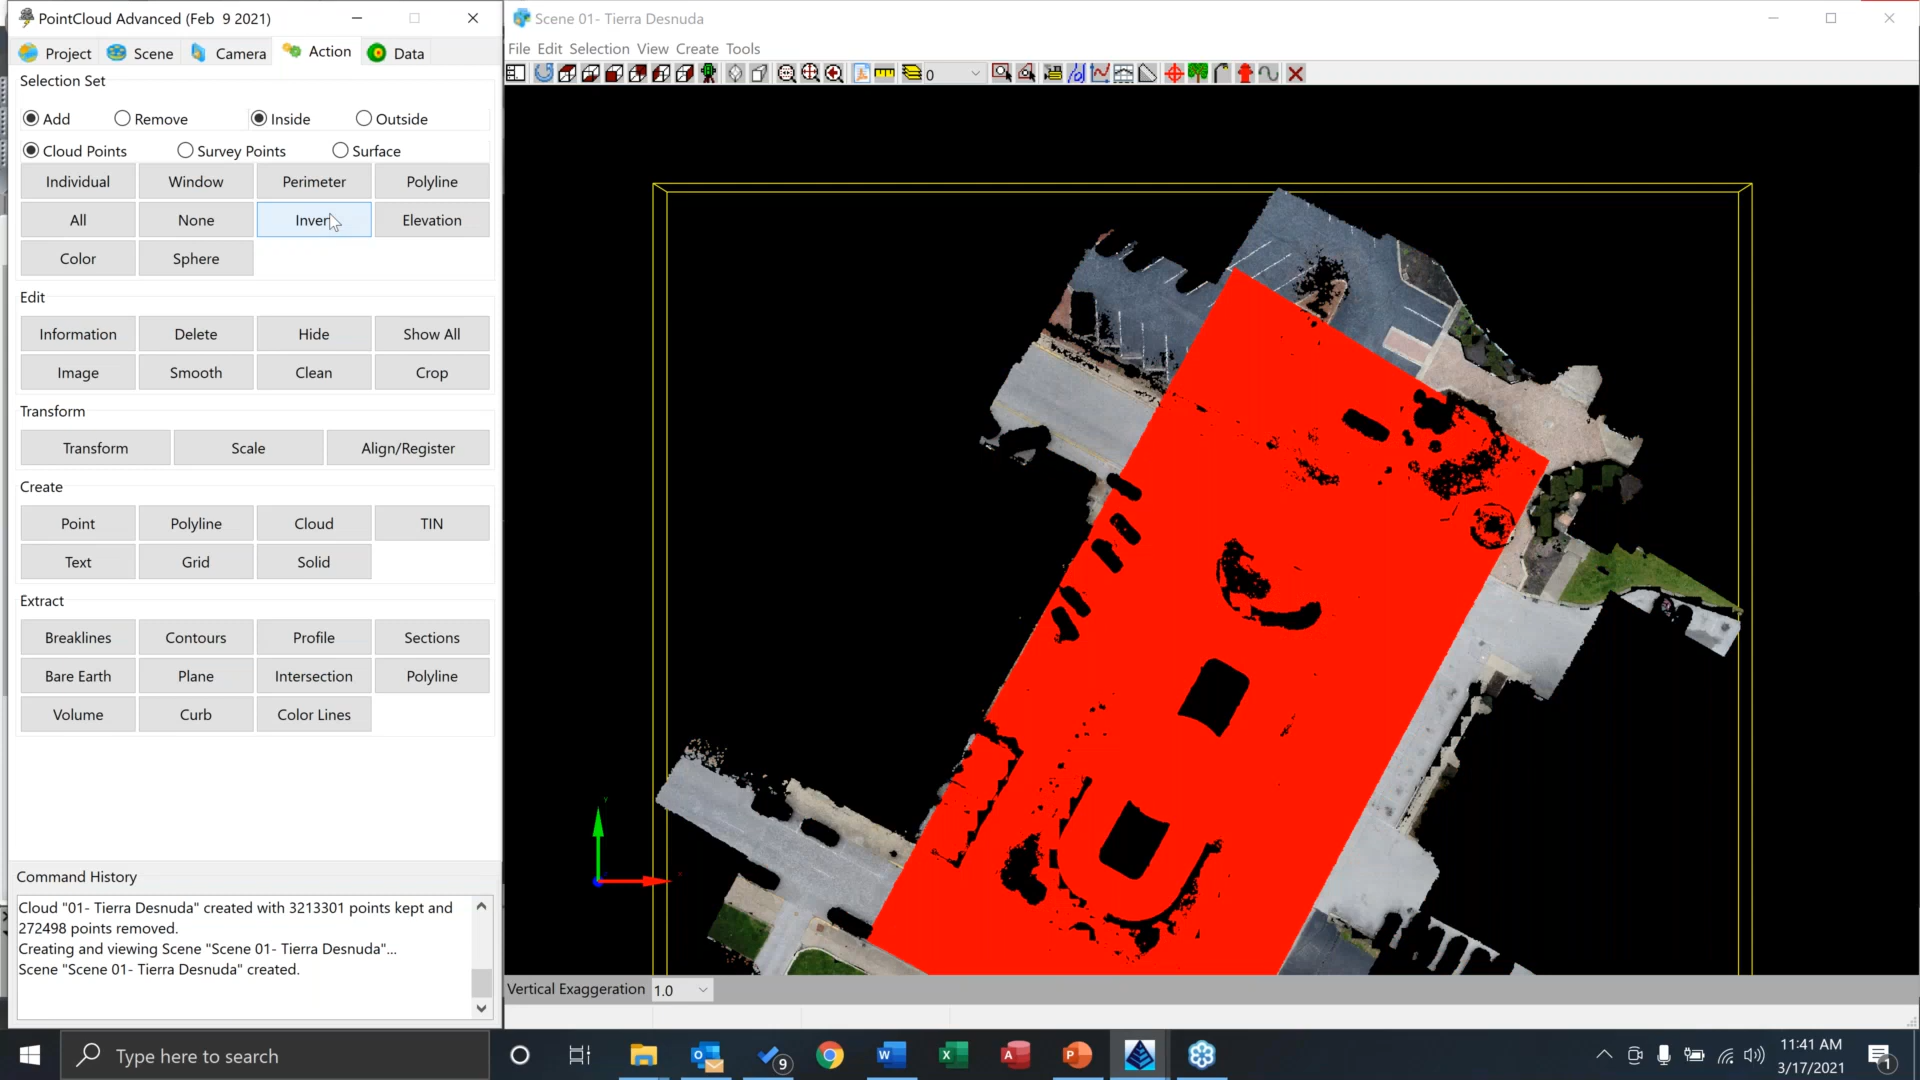 PointCloud Advanced (Feb 9 2021)
Scene 01- Tierra Desnuda
Project Scene Camera Action Data
File Edit Selection View Create Tools
0
Selection Set
Add Remove Inside Outside
Cloud Points Survey Points Surface
Individual Window Perimeter Polyline
All None Inver Elevation
Color Sphere
Edit
Information Delete Hide Show All
Image Smooth Clean Crop
Transform
Transform Scale Align/Register
Create
Point Polyline Cloud TIN
Text Grid Solid
Extract
Breaklines Contours Profile Sections
Bare Earth Plane Intersection Polyline
Volume Curb Color Lines
Command History
Cloud "01- Tierra Desnuda" created with 3213301 points kept and
272498 points removed.
Creating and viewing Scene "Scene 01- Tierra Desnuda"...
Scene "Scene 01- Tierra Desnuda" created.
Vertical Exaggeration 1.0
Type here to search
9
11:41 AM
3/17/2021
1